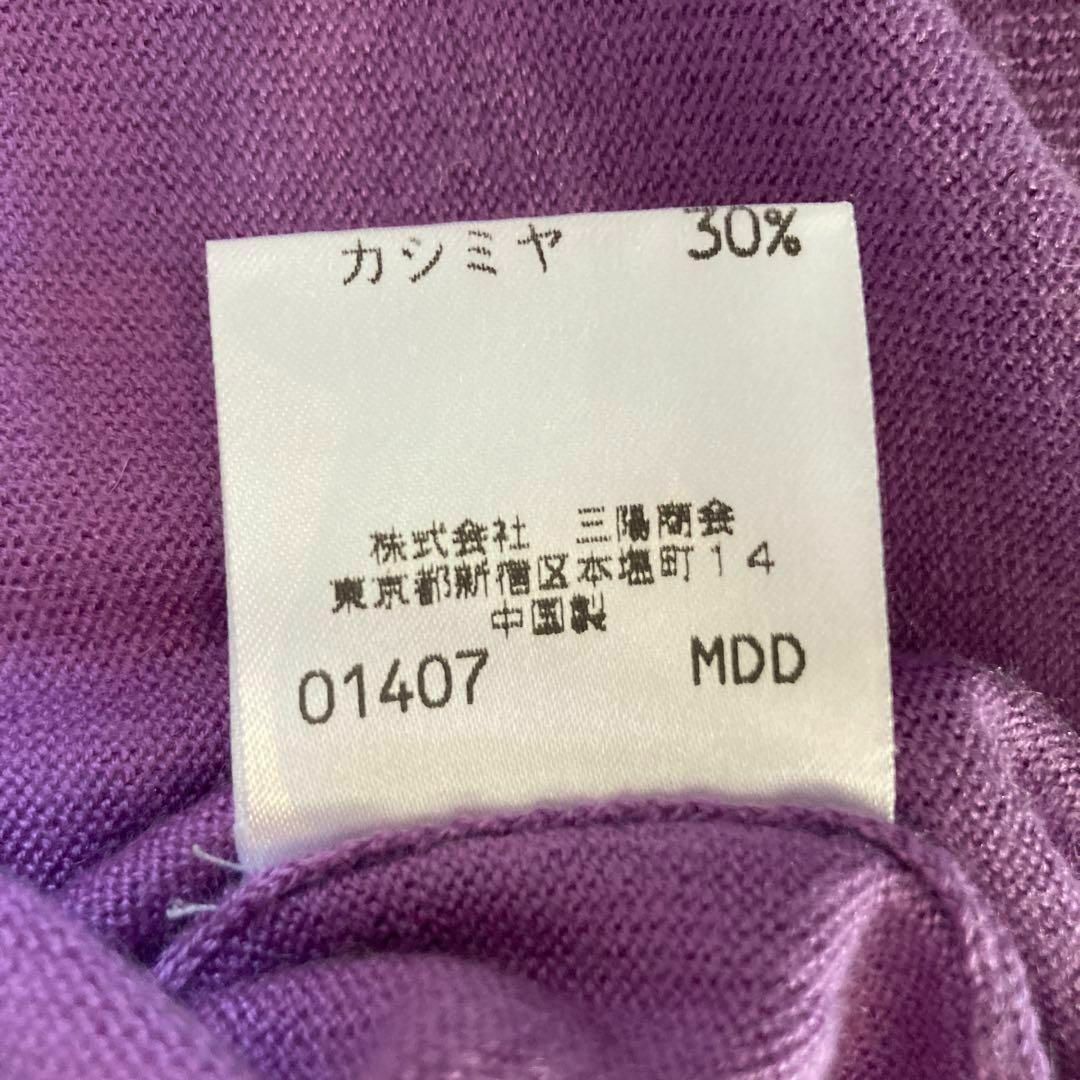 カシミヤ 30%
株式会社 三陽商会
東京都新宿区本塩町14
中国製
01407 MDD